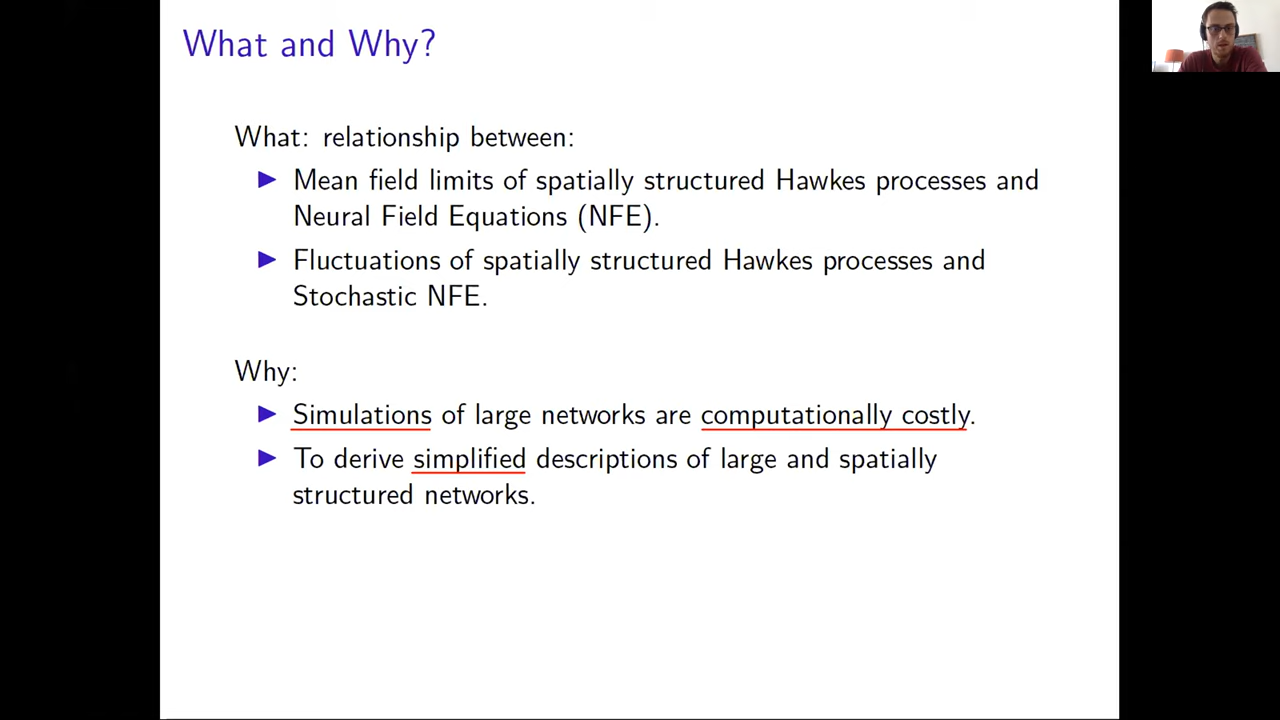 What and Why?
What: relationship between:
▶ Mean field limits of spatially structured Hawkes processes and
Neural Field Equations (NFE).
▶ Fluctuations of spatially structured Hawkes processes and
Stochastic NFE.
Why:
▶ Simulations of large networks are computationally costly.
▶ To derive simplified descriptions of large and spatially
structured networks.